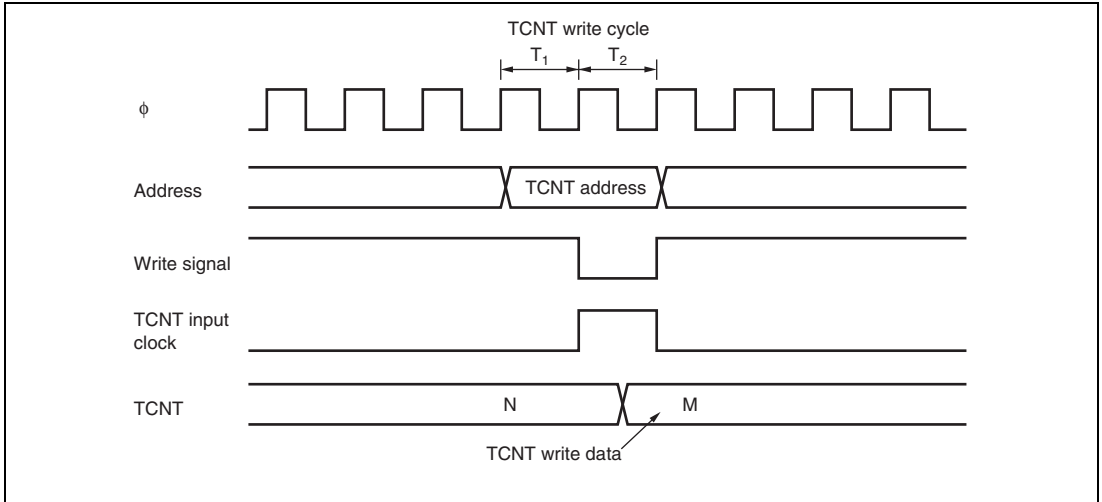 TCNT write cycle
T1 T2
ϕ
Address
TCNT address
Write signal
TCNT input
clock
TCNT
N
M
TCNT write data